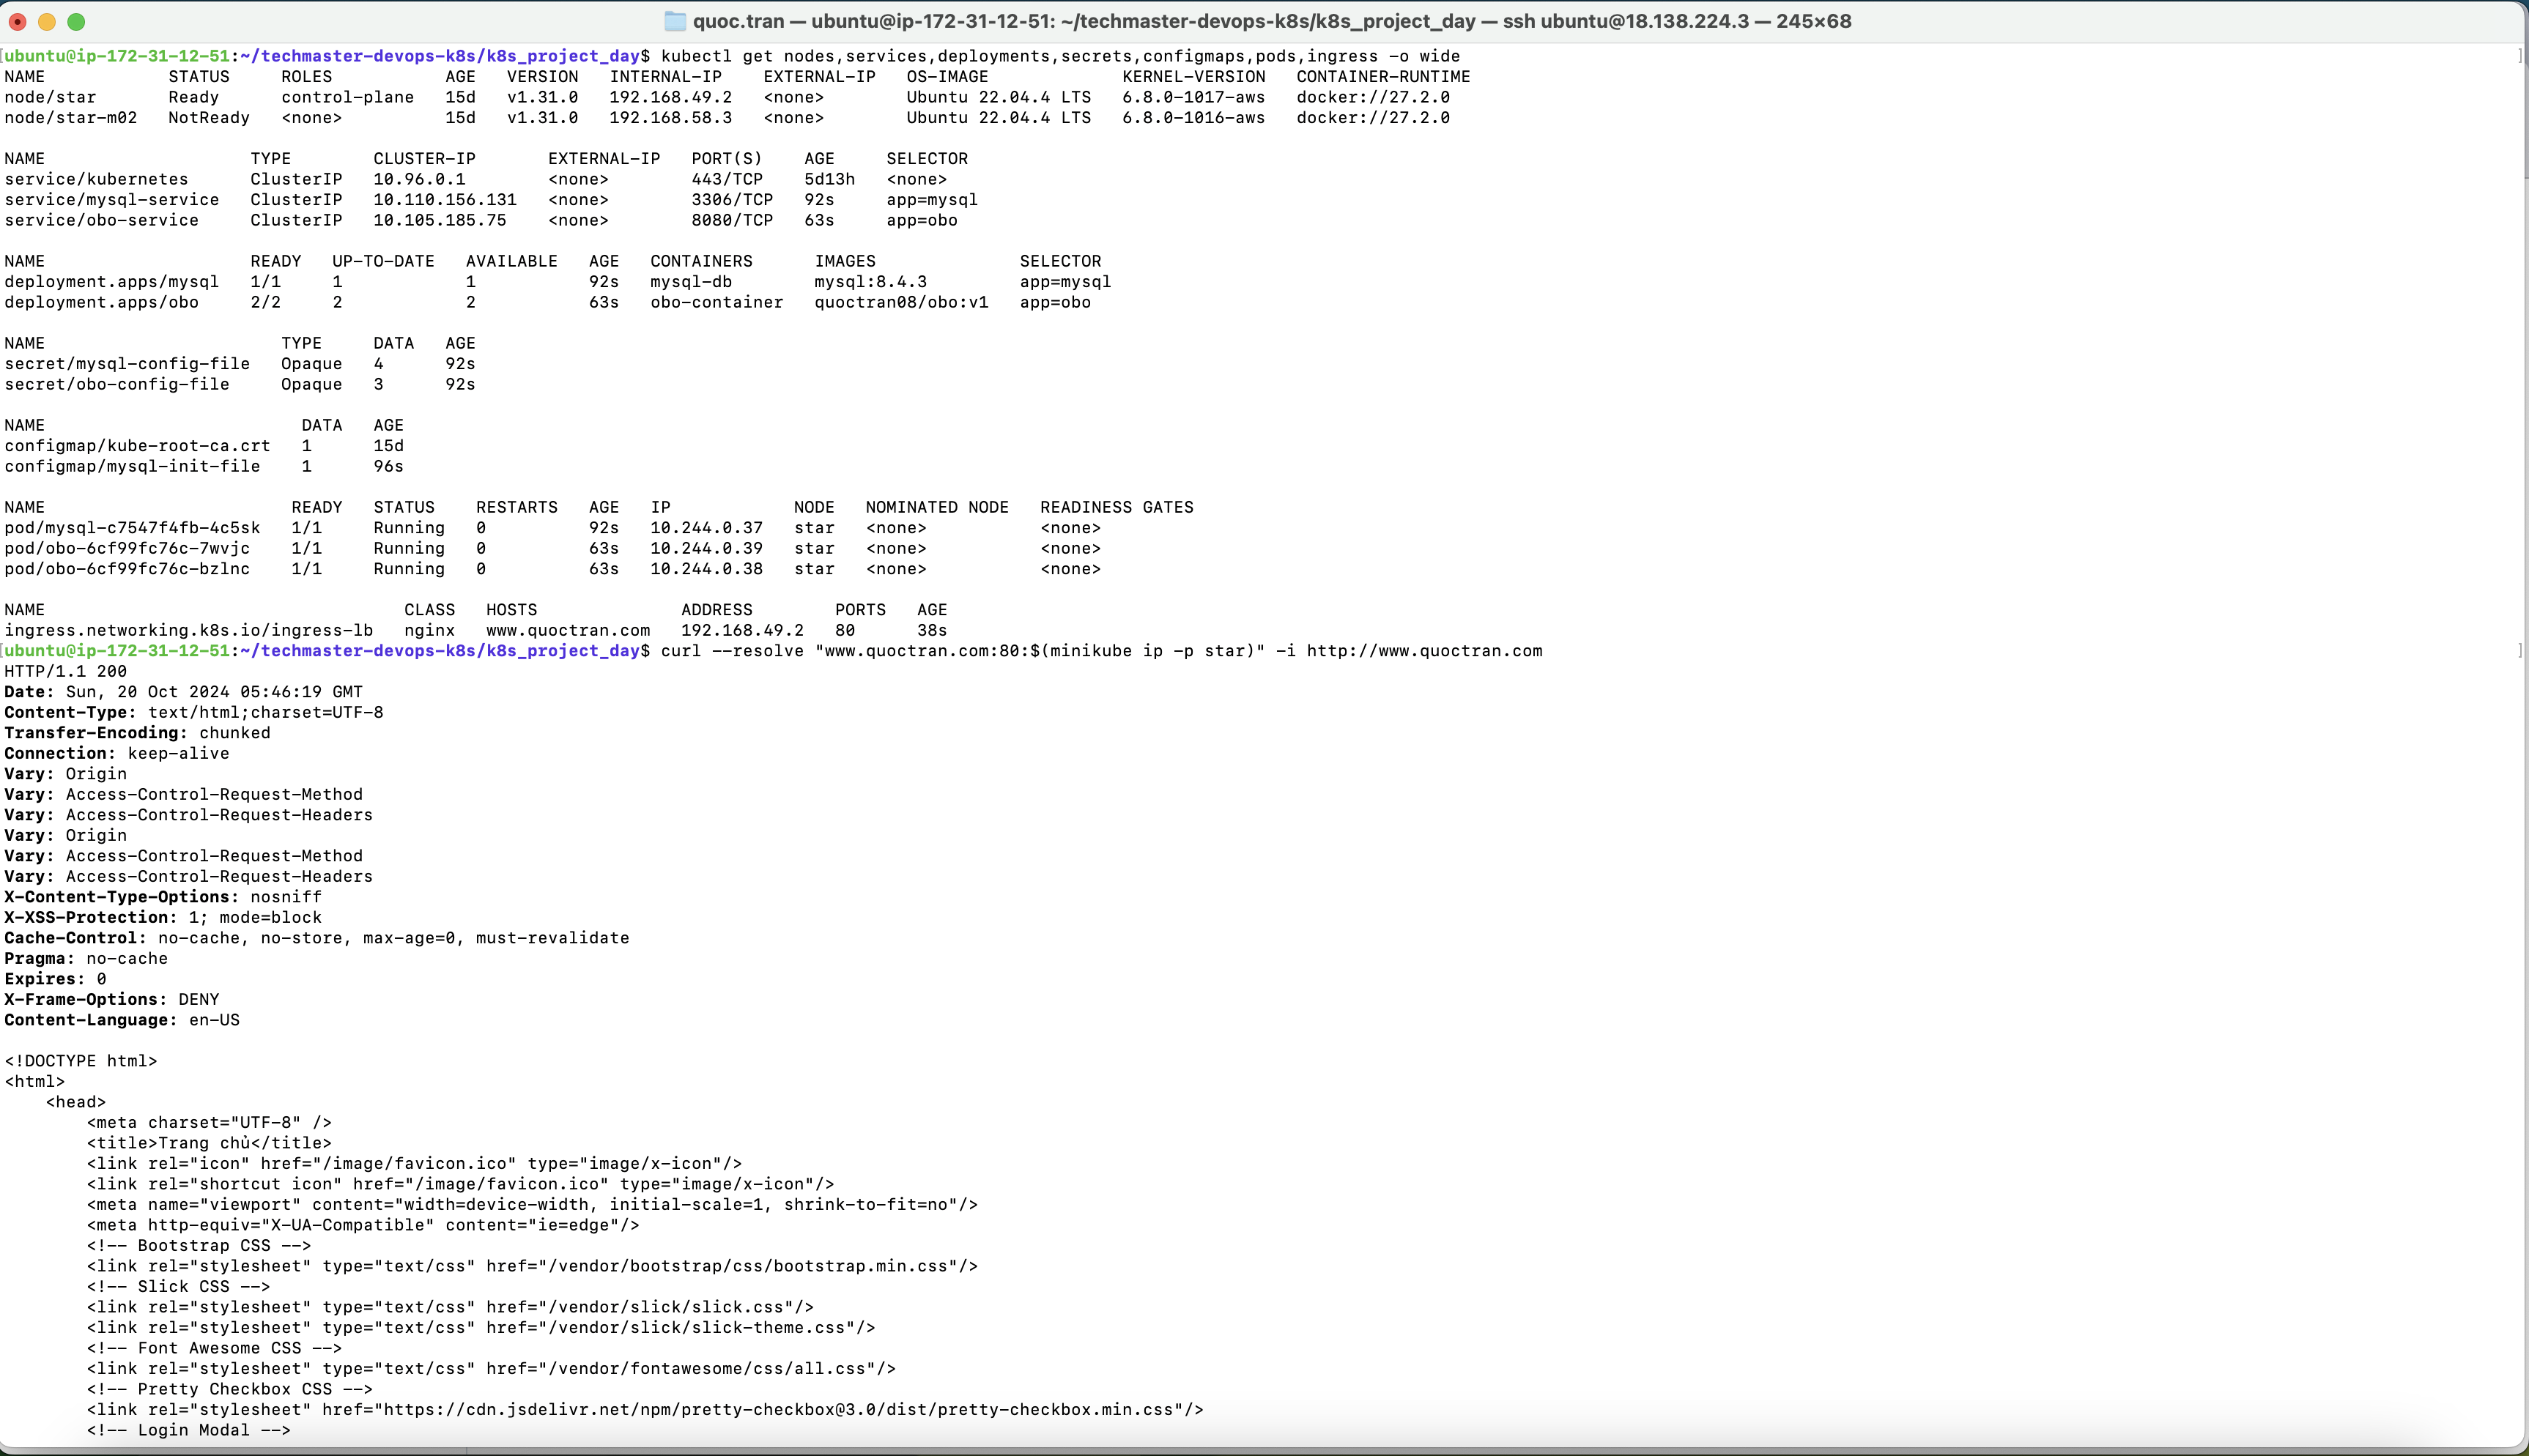 quoc.tran — ubuntu@ip-172-31-12-51: ~/techmaster-devops-k8s/k8s_project_day — ssh ubuntu@18.138.224.3 — 245×68
[ubuntu@ip-172-31-12-51:~/techmaster-devops-k8s/k8s_project_day$ kubectl get nodes,services,deployments,secrets,configmaps,pods,ingress -o wide ]
NAME STATUS ROLES AGE VERSION INTERNAL-IP EXTERNAL-IP OS-IMAGE KERNEL-VERSION CONTAINER-RUNTIME
node/star Ready control-plane 15d v1.31.0 192.168.49.2 <none> Ubuntu 22.04.4 LTS 6.8.0-1017-aws docker://27.2.0
node/star-m02 NotReady <none> 15d v1.31.0 192.168.58.3 <none> Ubuntu 22.04.4 LTS 6.8.0-1016-aws docker://27.2.0
NAME TYPE CLUSTER-IP EXTERNAL-IP PORT(S) AGE SELECTOR
service/kubernetes ClusterIP 10.96.0.1 <none> 443/TCP 5d13h <none>
service/mysql-service ClusterIP 10.110.156.131 <none> 3306/TCP 92s app=mysql
service/obo-service ClusterIP 10.105.185.75 <none> 8080/TCP 63s app=obo
NAME READY UP-TO-DATE AVAILABLE AGE CONTAINERS IMAGES SELECTOR
deployment.apps/mysql 1/1 1 1 92s mysql-db mysql:8.4.3 app=mysql
deployment.apps/obo 2/2 2 2 63s obo-container quoctran08/obo:v1 app=obo
NAME TYPE DATA AGE
secret/mysql-config-file Opaque 4 92s
secret/obo-config-file Opaque 3 92s
NAME DATA AGE
configmap/kube-root-ca.crt 1 15d
configmap/mysql-init-file 1 96s
NAME READY STATUS RESTARTS AGE IP NODE NOMINATED NODE READINESS GATES
pod/mysql-c7547f4fb-4c5sk 1/1 Running 0 92s 10.244.0.37 star <none> <none>
pod/obo-6cf99fc76c-7wvjc 1/1 Running 0 63s 10.244.0.39 star <none> <none>
pod/obo-6cf99fc76c-bzlnc 1/1 Running 0 63s 10.244.0.38 star <none> <none>
NAME CLASS HOSTS ADDRESS PORTS AGE
ingress.networking.k8s.io/ingress-lb nginx www.quoctran.com 192.168.49.2 80 38s
[ubuntu@ip-172-31-12-51:~/techmaster-devops-k8s/k8s_project_day$ curl --resolve "www.quoctran.com:80:$(minikube ip -p star)" -i http://www.quoctran.com ]
HTTP/1.1 200
Date: Sun, 20 Oct 2024 05:46:19 GMT
Content-Type: text/html;charset=UTF-8
Transfer-Encoding: chunked
Connection: keep-alive
Vary: Origin
Vary: Access-Control-Request-Method
Vary: Access-Control-Request-Headers
Vary: Origin
Vary: Access-Control-Request-Method
Vary: Access-Control-Request-Headers
X-Content-Type-Options: nosniff
X-XSS-Protection: 1; mode=block
Cache-Control: no-cache, no-store, max-age=0, must-revalidate
Pragma: no-cache
Expires: 0
X-Frame-Options: DENY
Content-Language: en-US
<!DOCTYPE html>
<html>
<head>
<meta charset="UTF-8" />
<title>Trang chủ</title>
<link rel="icon" href="/image/favicon.ico" type="image/x-icon"/>
<link rel="shortcut icon" href="/image/favicon.ico" type="image/x-icon"/>
<meta name="viewport" content="width=device-width, initial-scale=1, shrink-to-fit=no"/>
<meta http-equiv="X-UA-Compatible" content="ie=edge"/>
<!-- Bootstrap CSS -->
<link rel="stylesheet" type="text/css" href="/vendor/bootstrap/css/bootstrap.min.css"/>
<!-- Slick CSS -->
<link rel="stylesheet" type="text/css" href="/vendor/slick/slick.css"/>
<link rel="stylesheet" type="text/css" href="/vendor/slick/slick-theme.css"/>
<!-- Font Awesome CSS -->
<link rel="stylesheet" type="text/css" href="/vendor/fontawesome/css/all.css"/>
<!-- Pretty Checkbox CSS -->
<link rel="stylesheet" href="https://cdn.jsdelivr.net/npm/pretty-checkbox@3.0/dist/pretty-checkbox.min.css"/>
<!-- Login Modal -->